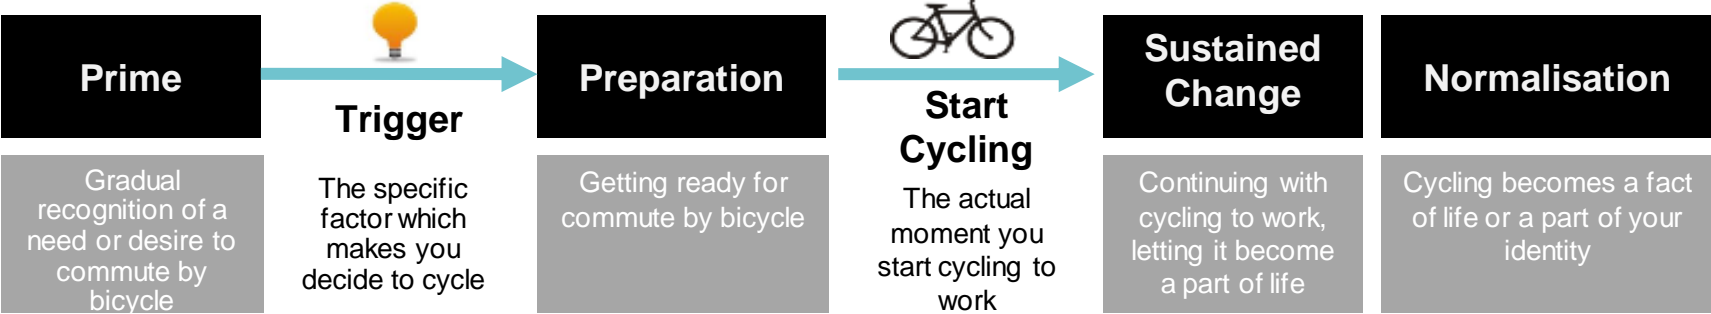 Prime
Gradual
recognition of a
need or desire to
commute by
bicycle
Trigger
The specific
factor which
makes you
decide to cycle
Preparation
Getting ready for
commute by bicycle
Start
Cycling
The actual
moment you
start cycling to
work
Sustained
Change
Continuing with
cycling to work,
letting it become
a part of life
Normalisation
Cycling becomes a fact
of life or a part of your
identity